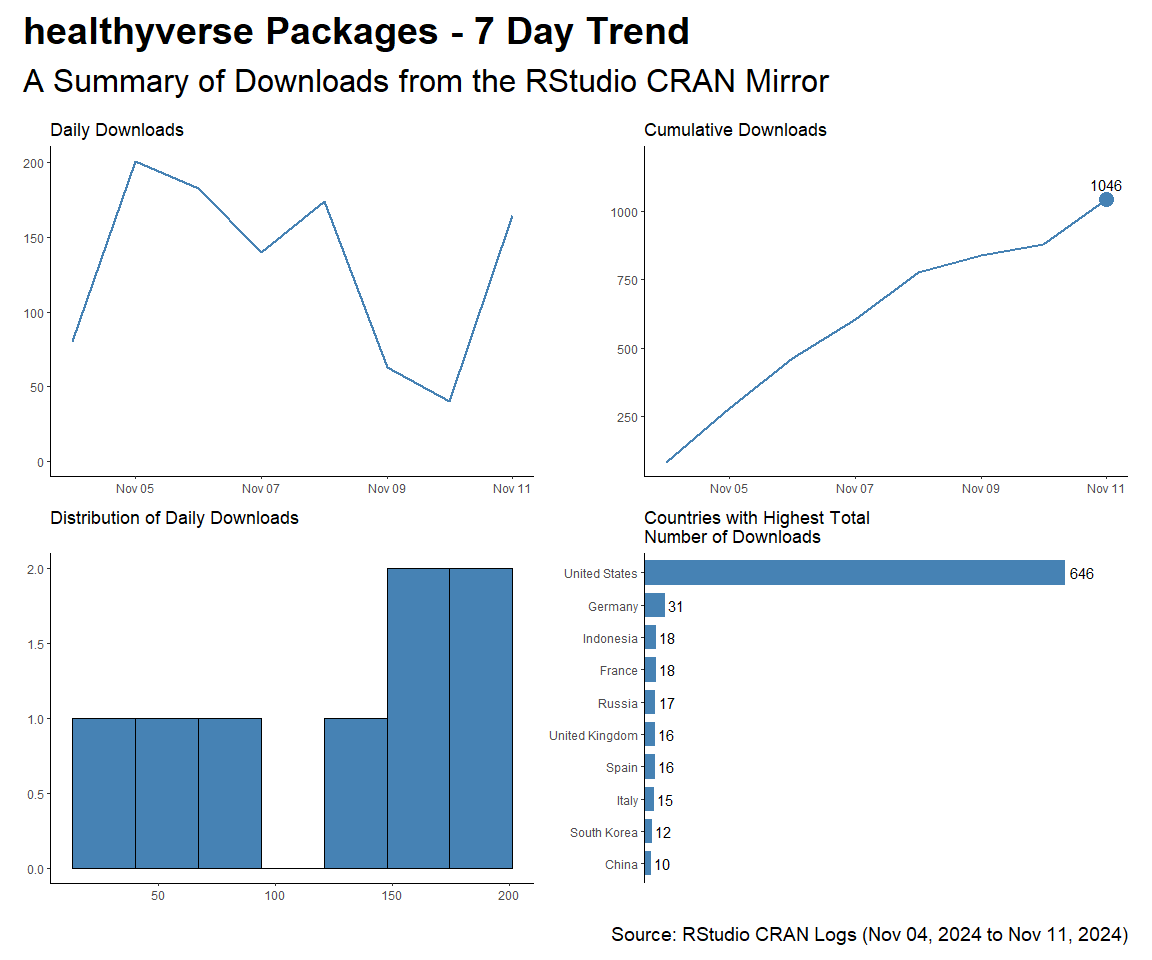 healthyverse Packages - 7 Day Trend
A Summary of Downloads from the RStudio CRAN Mirror
Daily Downloads
200
150
100
50
0
Nov 05
Nov 07
Nov 09
Nov 11
Cumulative Downloads
1046
1000
750
500
250
Nov 05
Nov 07
Nov 09
Nov 11
Distribution of Daily Downloads
2.0
1.5
1.0
0.5
0.0
50
100
150
200
Countries with Highest Total
Number of Downloads
United States 646
Germany 31
Indonesia 18
France 18
Russia 17
United Kingdom 16
Spain 16
Italy 15
South Korea 12
China 10
Source: RStudio CRAN Logs (Nov 04, 2024 to Nov 11, 2024)